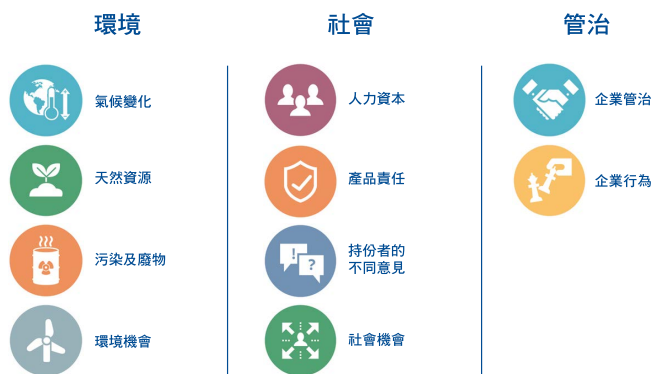 環境
氣候變化
天然資源
污染及廢物
環境機會
社會
人力資本
產品責任
持份者的
不同意見
社會機會
管治
企業管治
企業行為